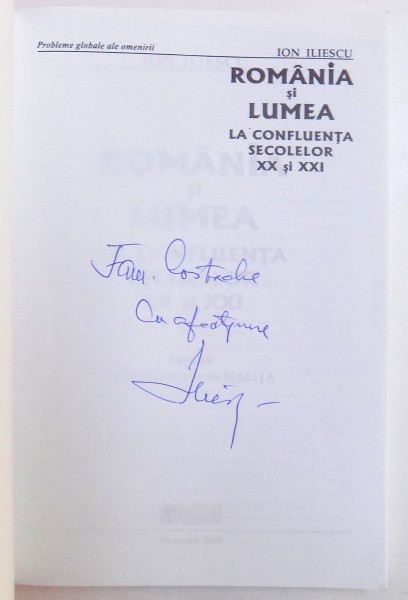 Probleme globale ale omenirii
ION ILIESCU
ROMÂNIA
și
LUMEA
LA CONFLUENȚA
SECOLELOR
XX și XXI
Fam. Costache
Cu afecțiune
Iliescu